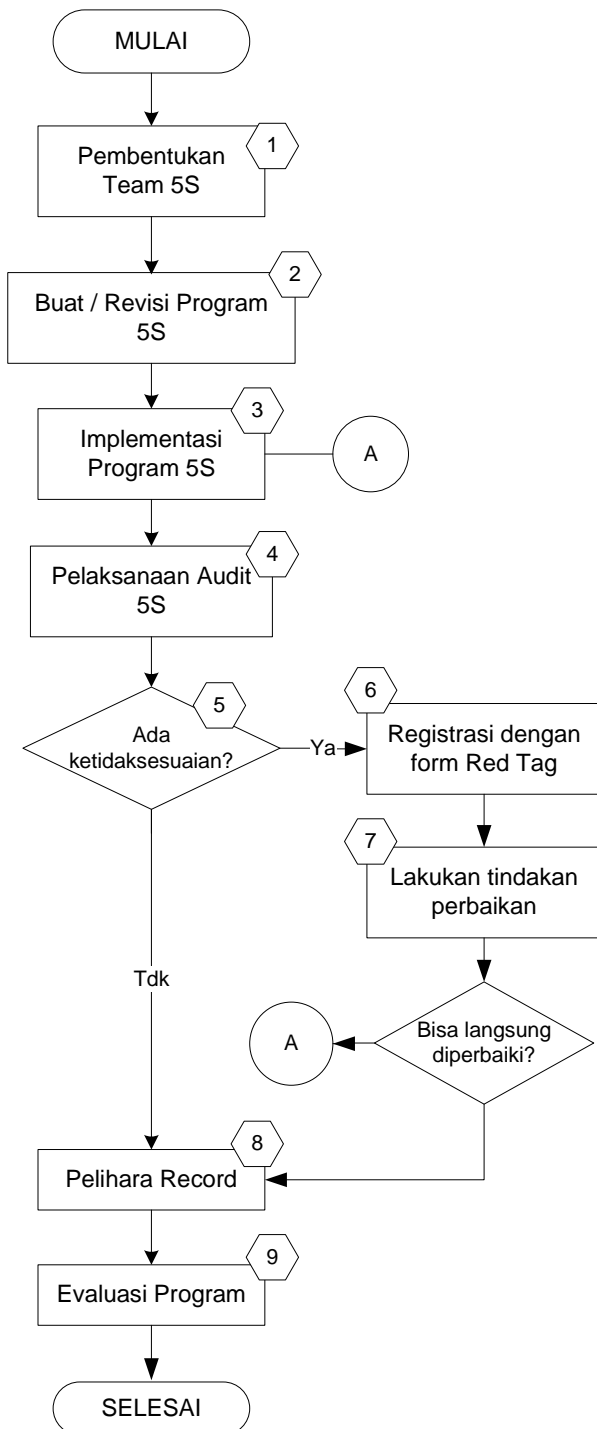 MULAI
1
Pembentukan
Team 5S
2
Buat / Revisi Program
5S
3
Implementasi
Program 5S
A
4
Pelaksanaan Audit
5S
5
Ada
ketidaksesuaian?
Ya
6
Registrasi dengan
form Red Tag
7
Lakukan tindakan
perbaikan
Tdk
Bisa langsung
diperbaiki?
A
8
Pelihara Record
9
Evaluasi Program
SELESAI